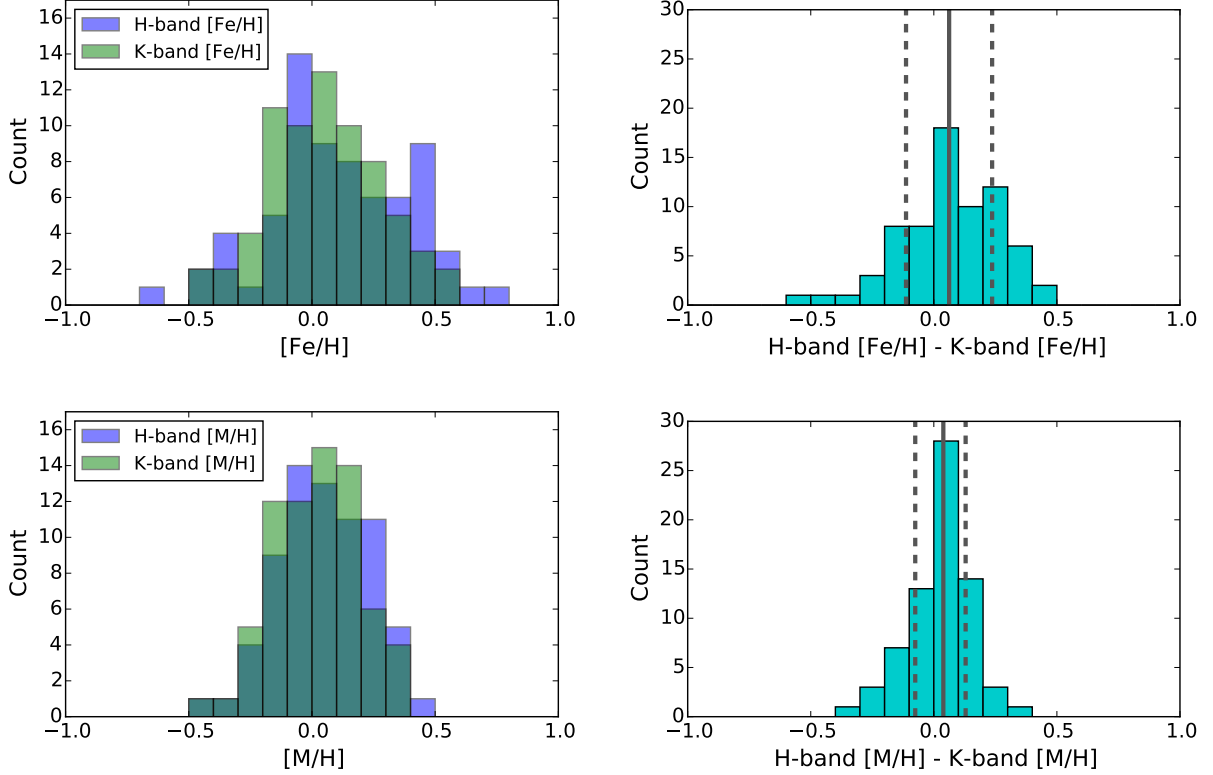 16
14
12
10
8
6
4
2
0
Count
H-band [Fe/H]
K-band [Fe/H]
−1.0 −0.5 0.0 0.5 1.0
[Fe/H]
30
25
20
15
10
5
0
Count
−1.0 −0.5 0.0 0.5 1.0
H-band [Fe/H] - K-band [Fe/H]
16
14
12
10
8
6
4
2
0
Count
H-band [M/H]
K-band [M/H]
−1.0 −0.5 0.0 0.5 1.0
[M/H]
30
25
20
15
10
5
0
Count
−1.0 −0.5 0.0 0.5 1.0
H-band [M/H] - K-band [M/H]